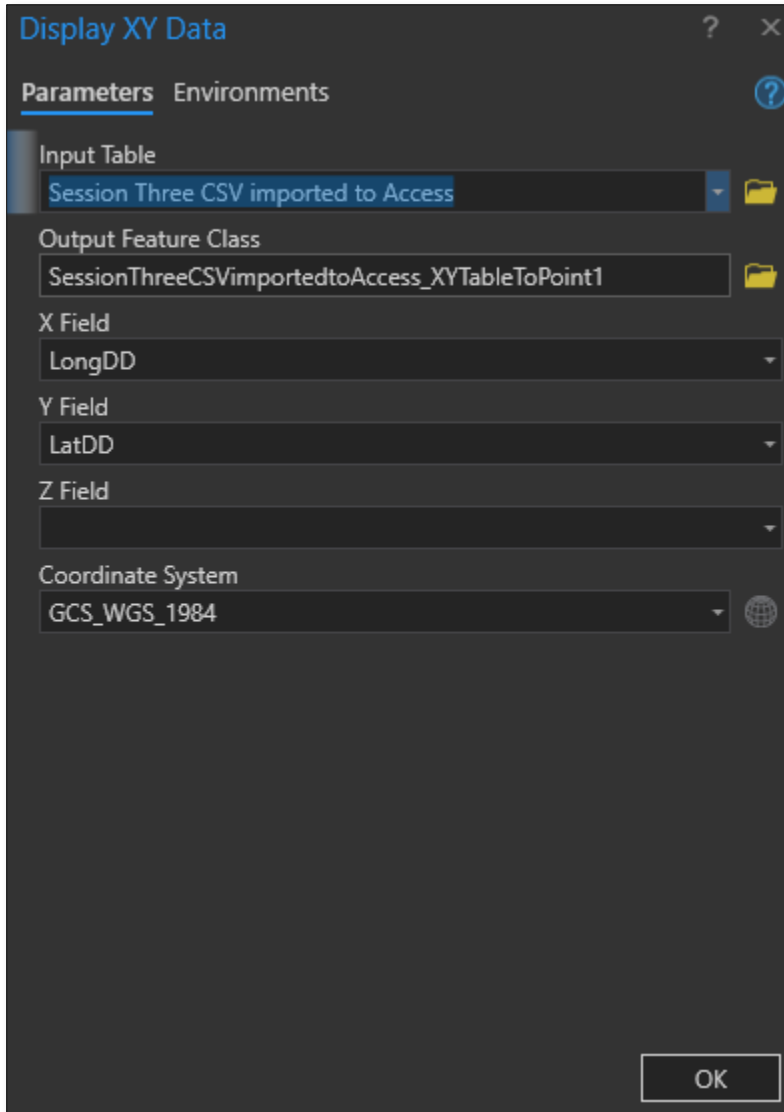 Display XY Data ? ×
Parameters Environments ?
Input Table
Session Three CSV imported to Access
Output Feature Class
SessionThreeCSVimportedtoAccess_XYTableToPoint1
X Field
LongDD
Y Field
LatDD
Z Field
Coordinate System
GCS_WGS_1984
OK